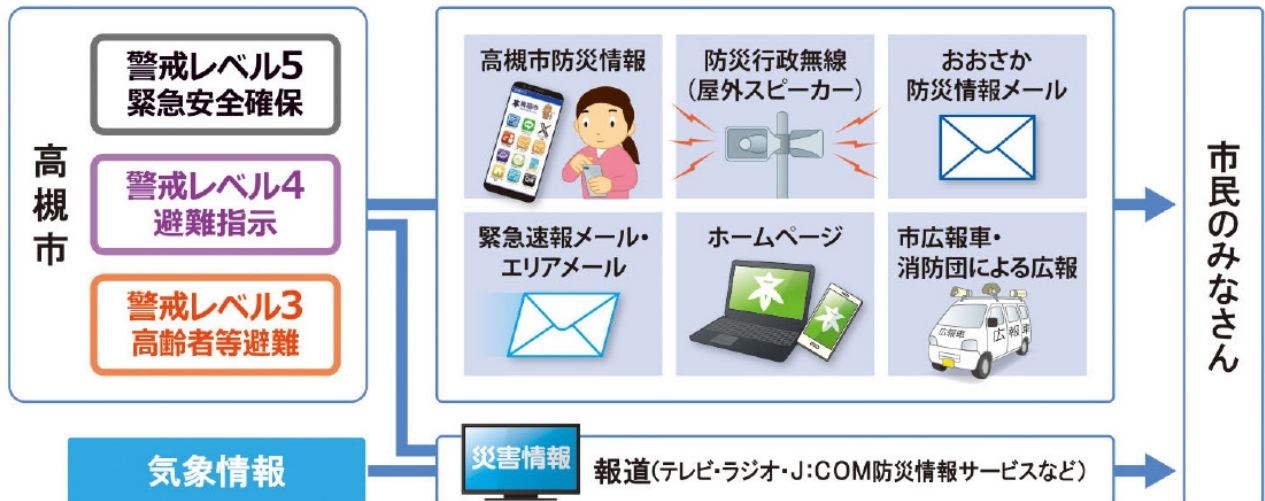 高槻市
警戒レベル5
緊急安全確保
警戒レベル4
避難指示
警戒レベル3
高齢者等避難
高槻市防災情報
防災行政無線
（屋外スピーカー）
おおさか
防災情報メール
緊急速報メール・
エリアメール
ホームページ
市広報車・
消防団による広報
広報車
広報車
気象情報
災害情報
報道（テレビ・ラジオ・J:COM防災情報サービスなど）
市民のみなさん